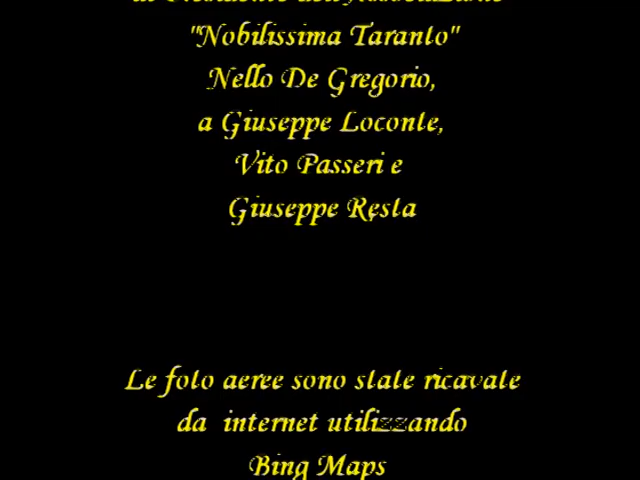 "Nobilissima Taranto"
Nello De Gregorio,
a Giuseppe Loconte,
Vito Passeri e
Giuseppe Resta
Le foto aeree sono state ricavate
da internet utilizzando
Bing Maps